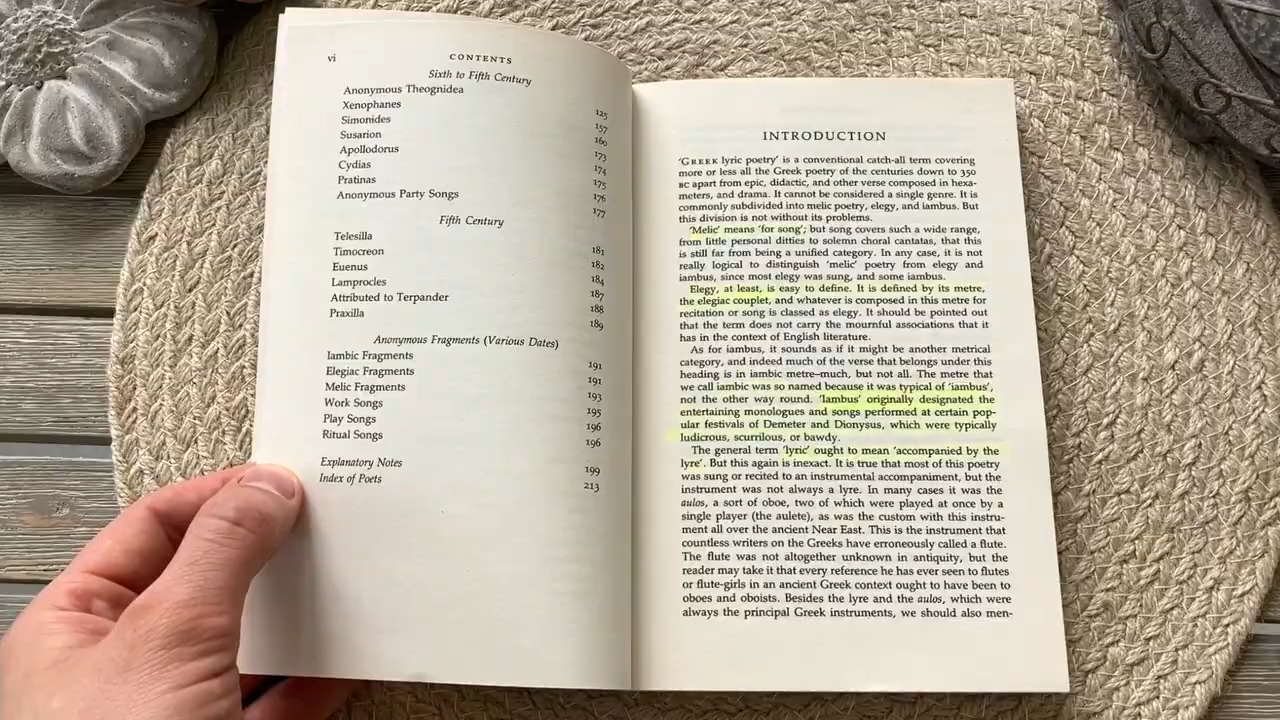 vi
CONTENTS
Sixth to Fifth Century
Anonymous Theognidea 125
Xenophanes 157
Simonides 160
Susarion 173
Apollodorus 174
Cydias 175
Pratinas 176
Anonymous Party Songs 177
Fifth Century
Telesilla 181
Timocreon 182
Euenus 184
Lamprocles 187
Attributed to Terpander 188
Praxilla 189
Anonymous Fragments (Various Dates)
Iambic Fragments 191
Elegiac Fragments 191
Melic Fragments 193
Work Songs 195
Play Songs 196
Ritual Songs 196
Explanatory Notes 199
Index of Poets 213
INTRODUCTION
'GREEK lyric poetry' is a conventional catch-all term covering
more or less all the Greek poetry of the centuries down to 350
BC apart from epic, didactic, and other verse composed in hexa-
meters, and drama. It cannot be considered a single genre. It is
commonly subdivided into melic poetry, elegy, and iambus. But
this division is not without its problems.
'Melic' means 'for song'; but song covers such a wide range,
from little personal ditties to solemn choral cantatas, that this
is still far from being a unified category. In any case, it is not
really logical to distinguish 'melic' poetry from elegy and
iambus, since most elegy was sung, and some iambus.
Elegy, at least, is easy to define. It is defined by its metre,
the elegiac couplet, and whatever is composed in this metre for
recitation or song is classed as elegy. It should be pointed out
that the term does not carry the mournful associations that it
has in the context of English literature.
As for iambus, it sounds as if it might be another metrical
category, and indeed much of the verse that belongs under this
heading is in iambic metre—much, but not all. The metre that
we call iambic was so named because it was typical of 'iambus',
not the other way round. 'Iambus' originally designated the
entertaining monologues and songs performed at certain pop-
ular festivals of Demeter and Dionysus, which were typically
ludicrous, scurrilous, or bawdy.
The general term 'lyric' ought to mean 'accompanied by the
lyre'. But this again is inexact. It is true that most of this poetry
was sung or recited to an instrumental accompaniment, but the
instrument was not always a lyre. In many cases it was the
aulos, a sort of oboe, two of which were played at once by a
single player (the aulete), as was the custom with this instru-
ment all over the ancient Near East. This is the instrument that
countless writers on the Greeks have erroneously called a flute.
The flute was not altogether unknown in antiquity, but the
reader may take it that every reference he has ever seen to flutes
or flute-girls in an ancient Greek context ought to have been to
oboes and oboists. Besides the lyre and the aulos, which were
always the principal Greek instruments, we should also men-